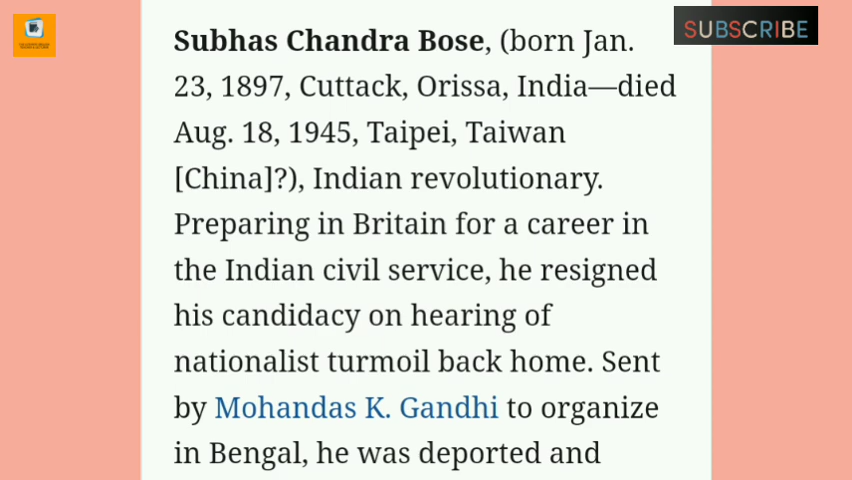 SUBSCRIBE
Subhas Chandra Bose, (born Jan.
23, 1897, Cuttack, Orissa, India—died
Aug. 18, 1945, Taipei, Taiwan
[China]?), Indian revolutionary.
Preparing in Britain for a career in
the Indian civil service, he resigned
his candidacy on hearing of
nationalist turmoil back home. Sent
by Mohandas K. Gandhi to organize
in Bengal, he was deported and